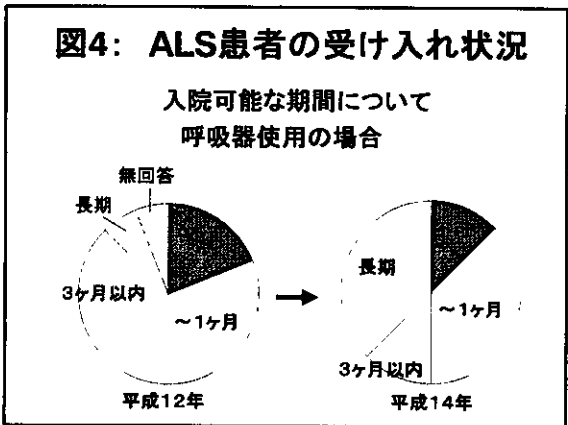 図4: ALS患者の受け入れ状況
入院可能な期間について
呼吸器使用の場合
無回答
長期
3ヶ月以内
～1ヶ月
平成12年
長期
～1ヶ月
3ヶ月以内
平成14年